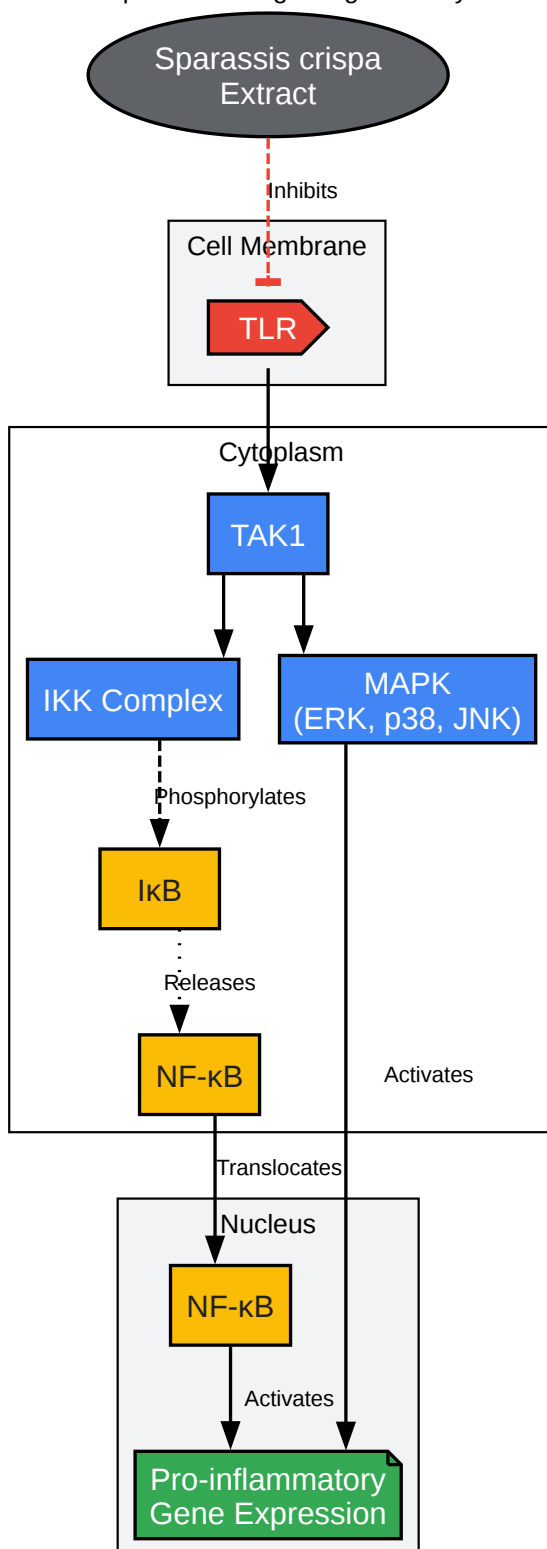 Sparassis crispa
Extract
Inhibits
Cell Membrane
TLR
Cytoplasm
TAK1
IKK Complex
MAPK
(ERK, p38, JNK)
Phosphorylates
IκB
Releases
NF-κB
Activates
Translocates
Nucleus
NF-κB
Activates
Pro-inflammatory
Gene Expression